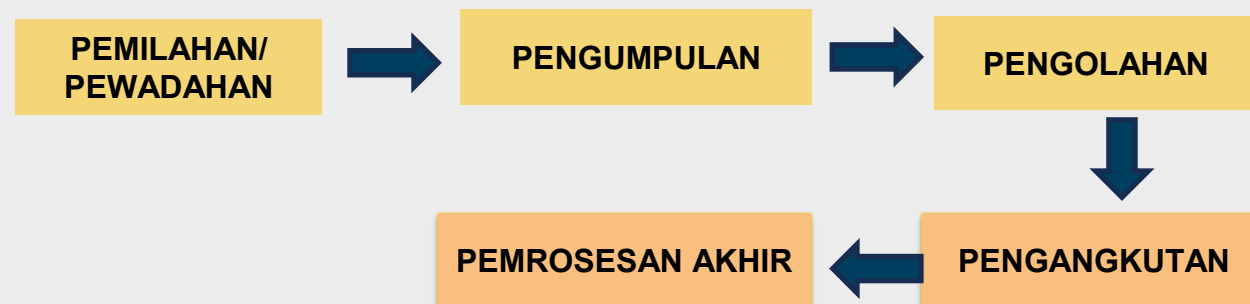 PEMILAHAN/
PEWADAHAN
PENGUMPULAN
PENGOLAHAN
PENGANGKUTAN
PEMROSESAN AKHIR